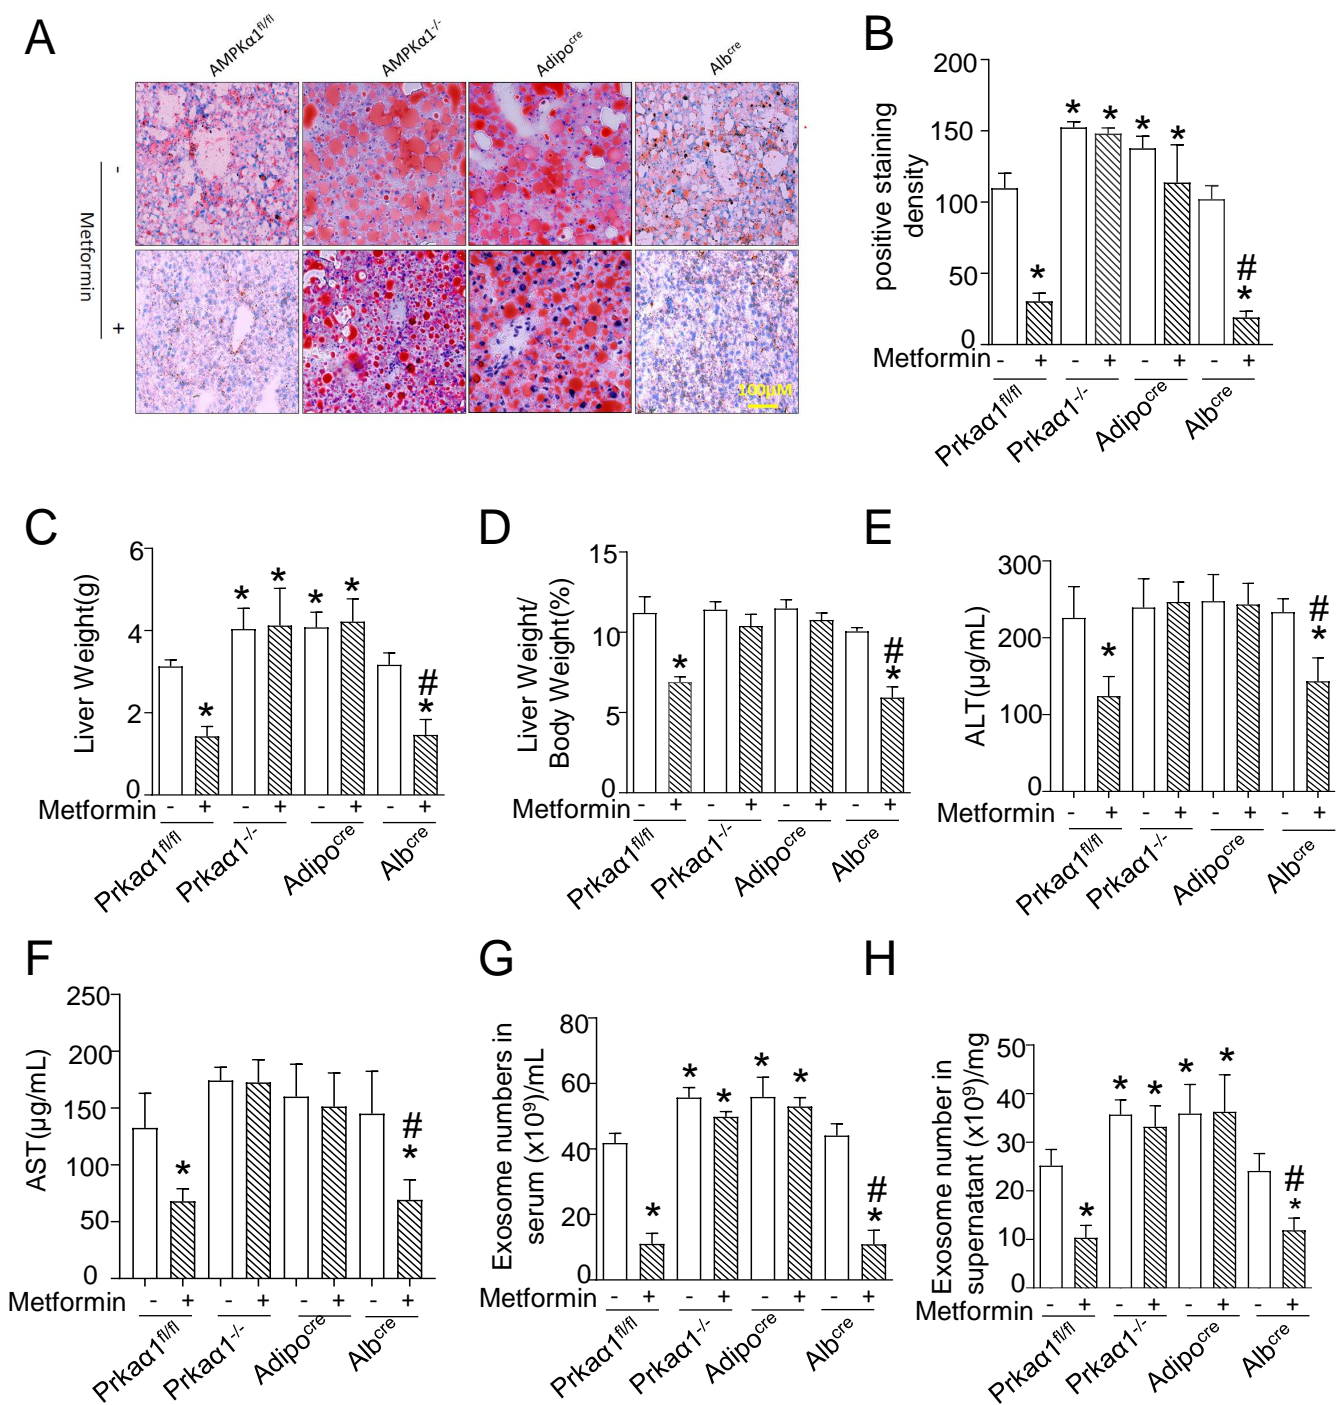 A
AMPKα1fl/fl
AMPKα1-/-
Adipocre
Albcre
Metformin
-
+
100μM
B
positive staining
density
200
150
100
50
0
* * * * * # *
Metformin - + - + - + - +
Prkaα1fl/fl
Prkaα1-/-
Adipocre
Albcre
C
Liver Weight(g)
6
4
2
0
* * * * * # *
Metformin - + - + - + - +
Prkaα1fl/fl
Prkaα1-/-
Adipocre
Albcre
D
Liver Weight/
Body Weight(%)
15
10
5
0
* # *
Metformin - + - + - + - +
Prkaα1fl/fl
Prkaα1-/-
Adipocre
Albcre
E
ALT(μg/mL)
300
200
100
0
* # *
Metformin - + - + - + - +
Prkaα1fl/fl
Prkaα1-/-
Adipocre
Albcre
F
AST(μg/mL)
250
200
150
100
50
0
* # *
Metformin - + - + - + - +
Prkaα1fl/fl
Prkaα1-/-
Adipocre
Albcre
G
Exosome numbers in
serum (x10⁹)/mL
80
60
40
20
0
* * * * * # *
Metformin - + - + - + - +
Prkaα1fl/fl
Prkaα1-/-
Adipocre
Albcre
H
Exosome number in
supernatant (x10⁹)/mg
50
40
30
20
10
0
* * * * * # *
Metformin - + - + - + - +
Prkaα1fl/fl
Prkaα1-/-
Adipocre
Albcre